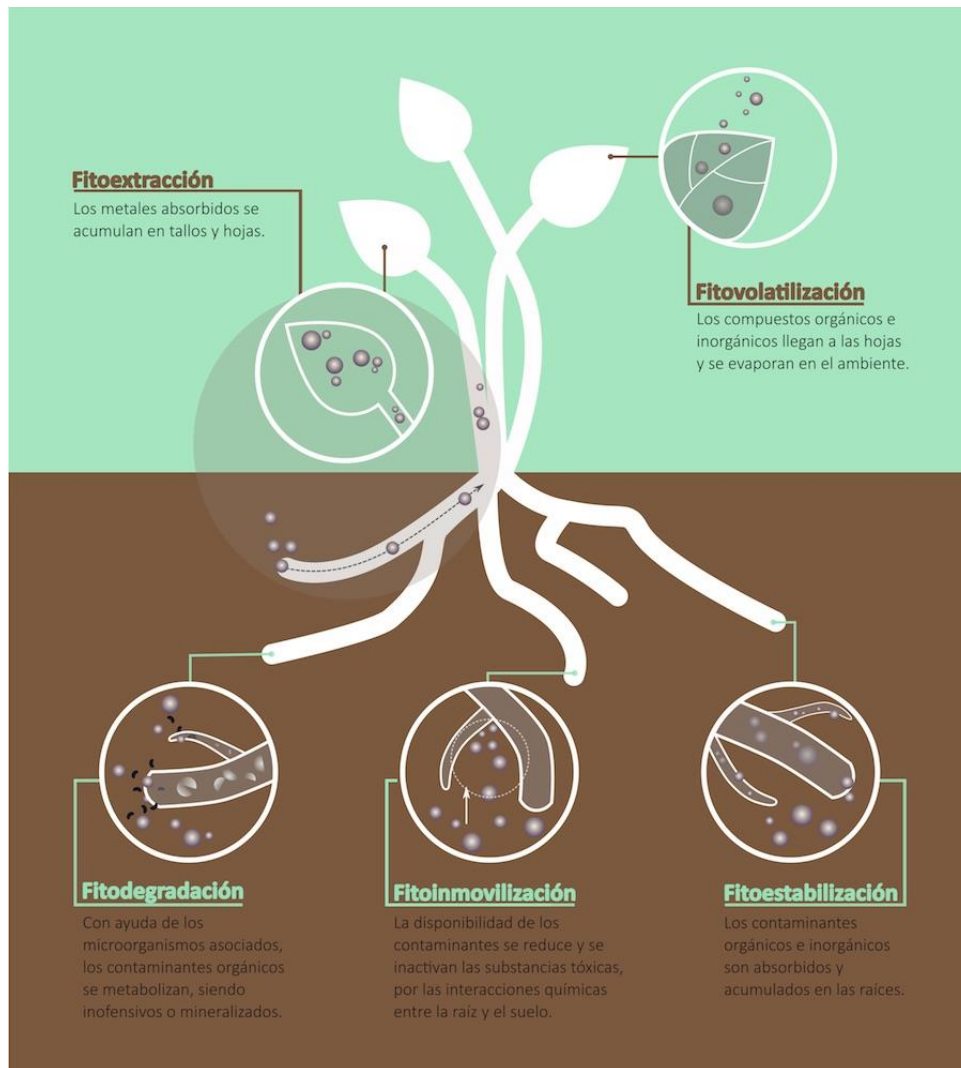 Fitoextracción
Los metales absorbidos se
acumulan en tallos y hojas.
Fitovolatilización
Los compuestos orgánicos e
inorgánicos llegan a las hojas
y se evaporan en el ambiente.
Fitodegradación
Con ayuda de los
microorganismos asociados,
los contaminantes orgánicos
se metabolizan, siendo
inofensivos o mineralizados.
Fitoinmovilización
La disponibilidad de los
contaminantes se reduce y se
inactivan las substancias tóxicas,
por las interacciones químicas
entre la raíz y el suelo.
Fitoestabilización
Los contaminantes
orgánicos e inorgánicos
son absorbidos y
acumulados en las raíces.